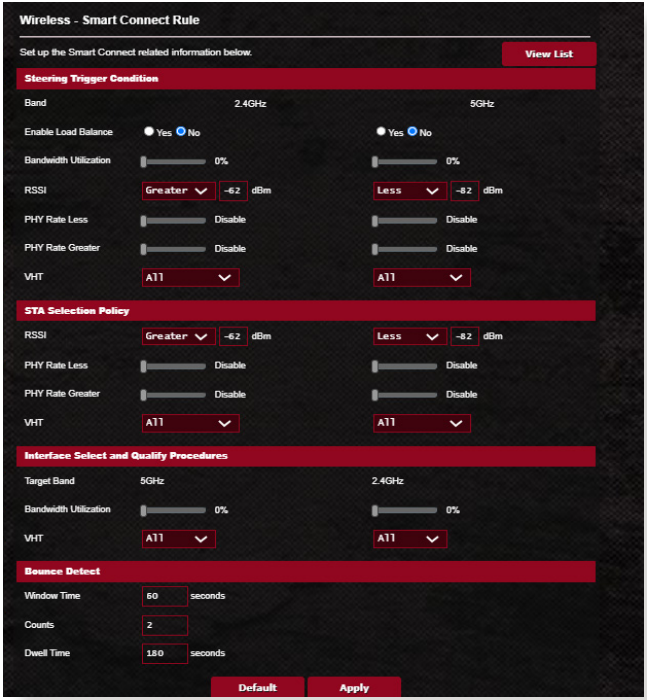 Wireless - Smart Connect Rule
Set up the Smart Connect related information below.
View List
Steering Trigger Condition
Band 2.4GHz 5GHz
Enable Load Balance Yes No Yes No
Bandwidth Utilization 0% 0%
RSSI Greater -62 dBm Less -82 dBm
PHY Rate Less Disable Disable
PHY Rate Greater Disable Disable
VHT All All
STA Selection Policy
RSSI Greater -62 dBm Less -82 dBm
PHY Rate Less Disable Disable
PHY Rate Greater Disable Disable
VHT All All
Interface Select and Qualify Procedures
Target Band 5GHz 2.4GHz
Bandwidth Utilization 0% 0%
VHT All All
Bounce Detect
Window Time 60 seconds
Counts 2
Dwell Time 180 seconds
Default Apply